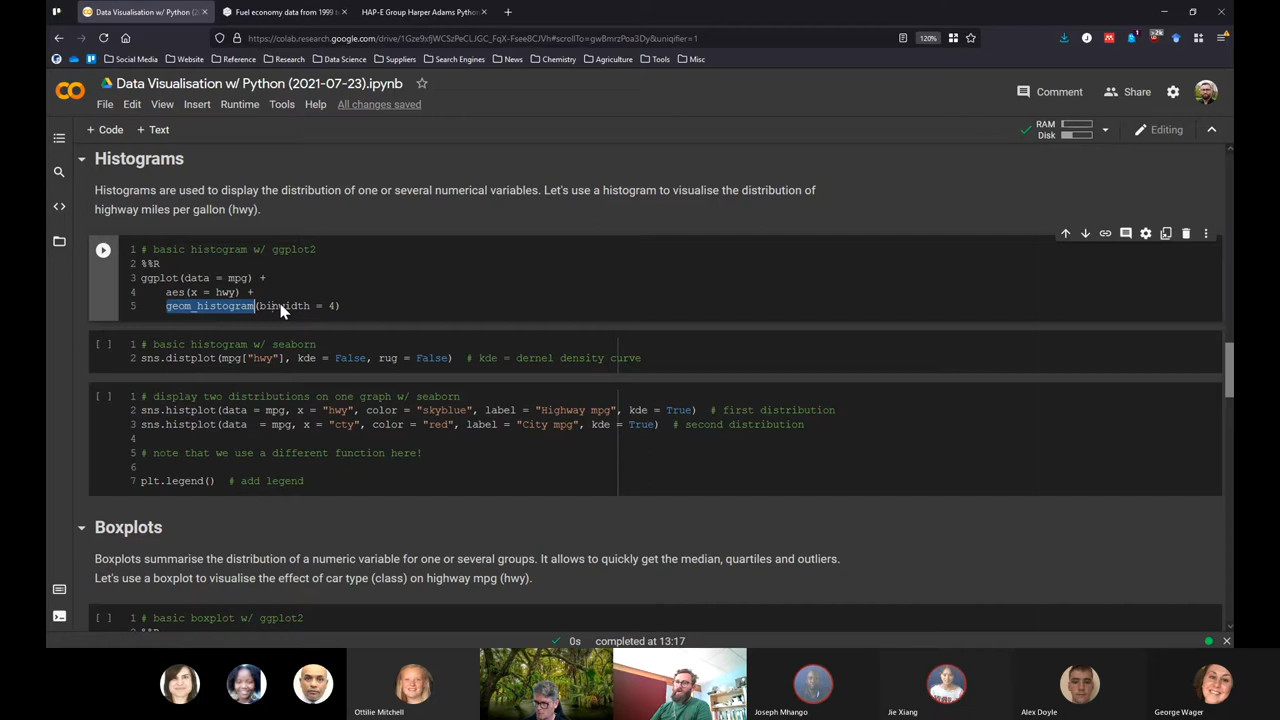 Data Visualisation w/ Python (2
Fuel economy data from 1999 t
HAP-E Group Harper Adams Pytho
https://colab.research.google.com/drive/1Gze9xfjWCSzPeCLJGC_FqX-Fsee8CJVh#scrollTo=gwBmrzPoa3Dy&uniqifier=1
120%
Social Media
Website
Reference
Research
Data Science
Suppliers
Search Engines
News
Chemistry
Agriculture
Tools
Misc
Data Visualisation w/ Python (2021-07-23).ipynb
File Edit View Insert Runtime Tools Help All changes saved
Comment
Share
+ Code + Text
RAM
Disk
Editing
Histograms
Histograms are used to display the distribution of one or several numerical variables. Let's use a histogram to visualise the distribution of
highway miles per gallon (hwy).
1 # basic histogram w/ ggplot2
2 %%R
3 ggplot(data = mpg) +
4 aes(x = hwy) +
5 geom_histogram(binwidth = 4)
[ ] 1 # basic histogram w/ seaborn
2 sns.distplot(mpg["hwy"], kde = False, rug = False) # kde = dernel density curve
[ ] 1 # display two distributions on one graph w/ seaborn
2 sns.histplot(data = mpg, x = "hwy", color = "skyblue", label = "Highway mpg", kde = True) # first distribution
3 sns.histplot(data = mpg, x = "cty", color = "red", label = "City mpg", kde = True) # second distribution
4
5 # note that we use a different function here!
6
7 plt.legend() # add legend
Boxplots
Boxplots summarise the distribution of a numeric variable for one or several groups. It allows to quickly get the median, quartiles and outliers.
Let's use a boxplot to visualise the effect of car type (class) on highway mpg (hwy).
[ ] 1 # basic boxplot w/ ggplot2
2 %%R
0s completed at 13:17
Ottilie Mitchell
Joseph Mhango
Jie Xiang
Alex Doyle
George Wager